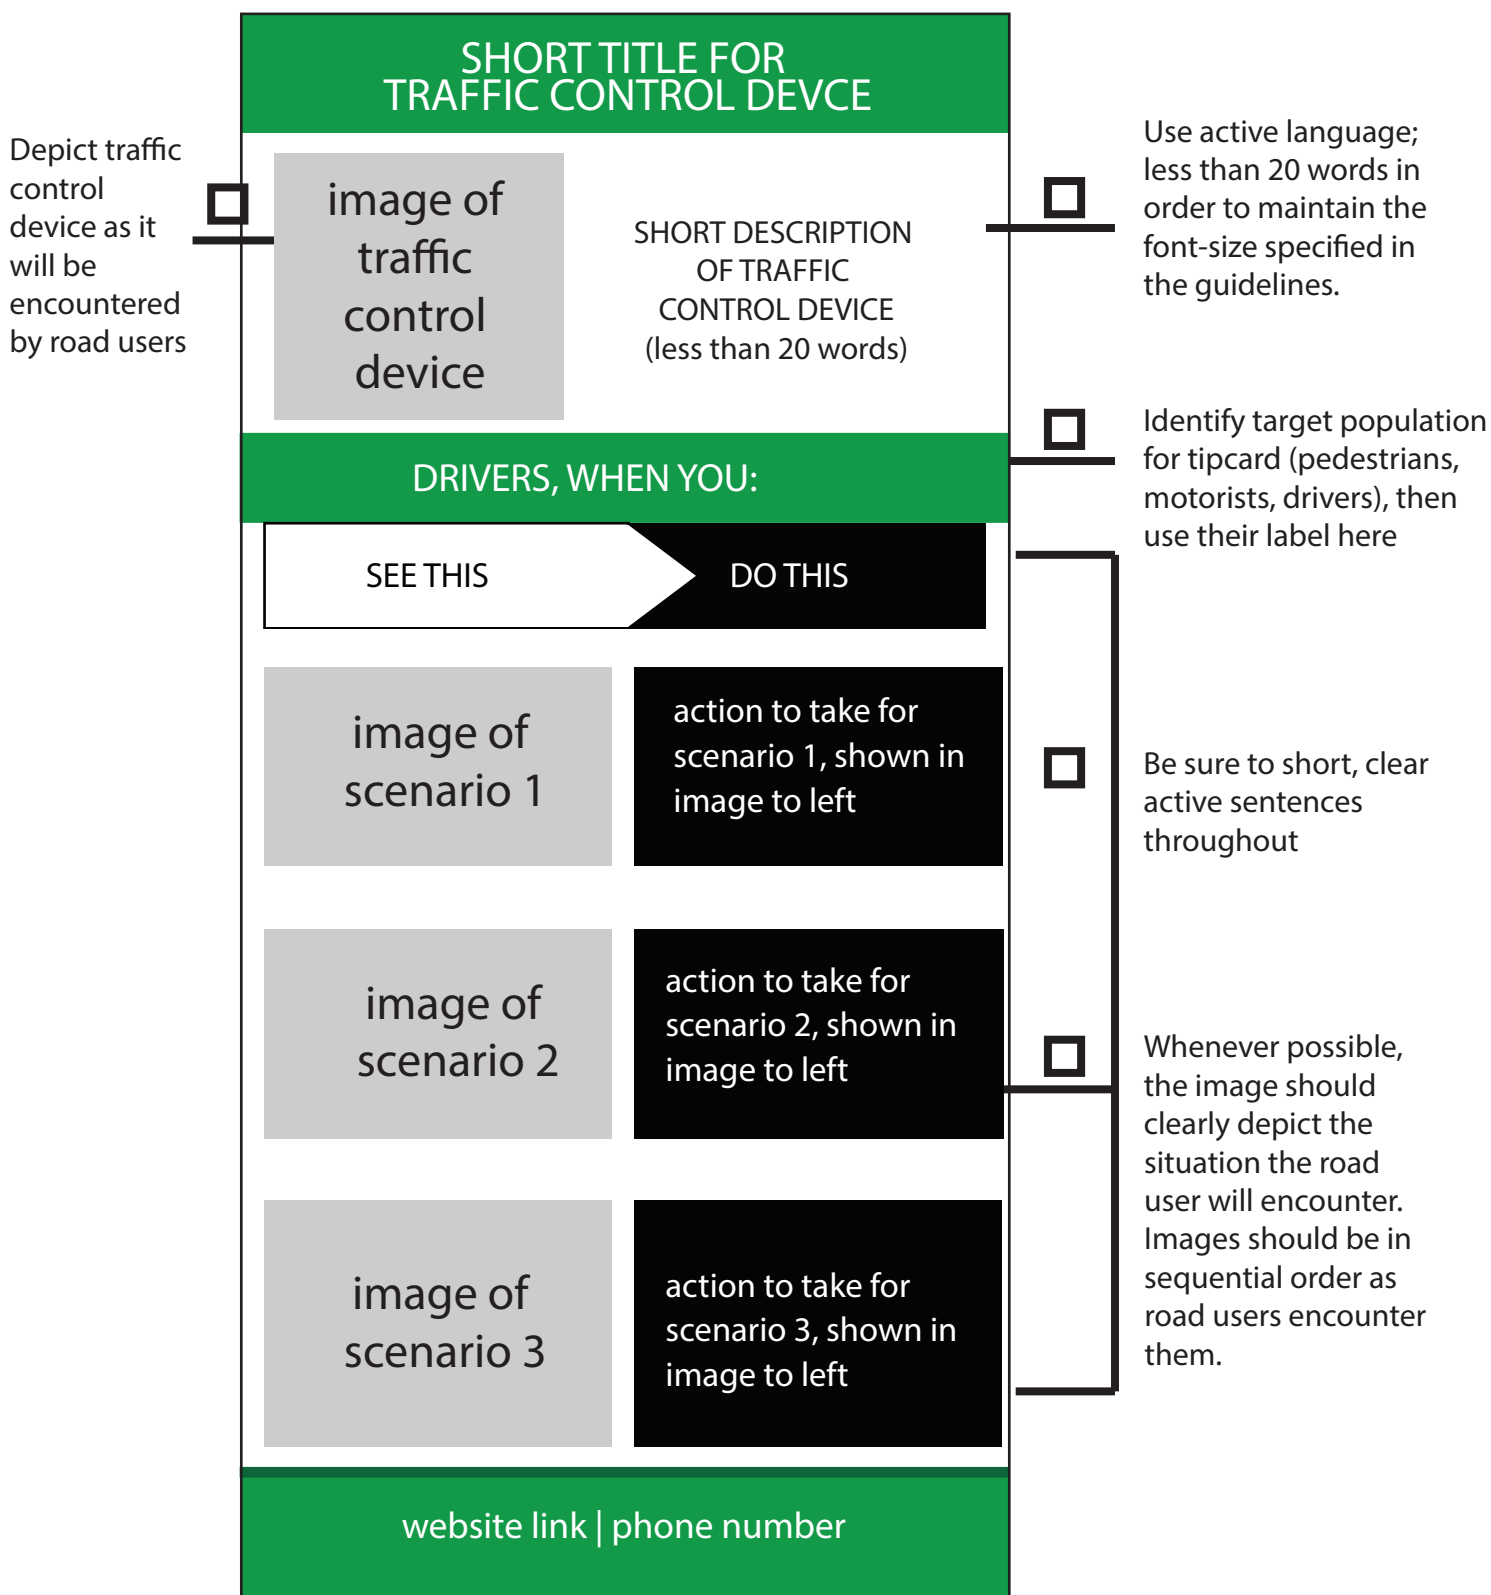 SHORT TITLE FOR
TRAFFIC CONTROL DEVCE
Depict traffic
control
device as it
will be
encountered
by road users
image of
traffic
control
device
SHORT DESCRIPTION
OF TRAFFIC
CONTROL DEVICE
(less than 20 words)
Use active language;
less than 20 words in
order to maintain the
font-size specified in
the guidelines.
DRIVERS, WHEN YOU:
Identify target population
for tipcard (pedestrians,
motorists, drivers), then
use their label here
SEE THIS
DO THIS
image of
scenario 1
action to take for
scenario 1, shown in
image to left
Be sure to short, clear
active sentences
throughout
image of
scenario 2
action to take for
scenario 2, shown in
image to left
Whenever possible,
the image should
clearly depict the
situation the road
user will encounter.
Images should be in
sequential order as
road users encounter
them.
image of
scenario 3
action to take for
scenario 3, shown in
image to left
website link | phone number